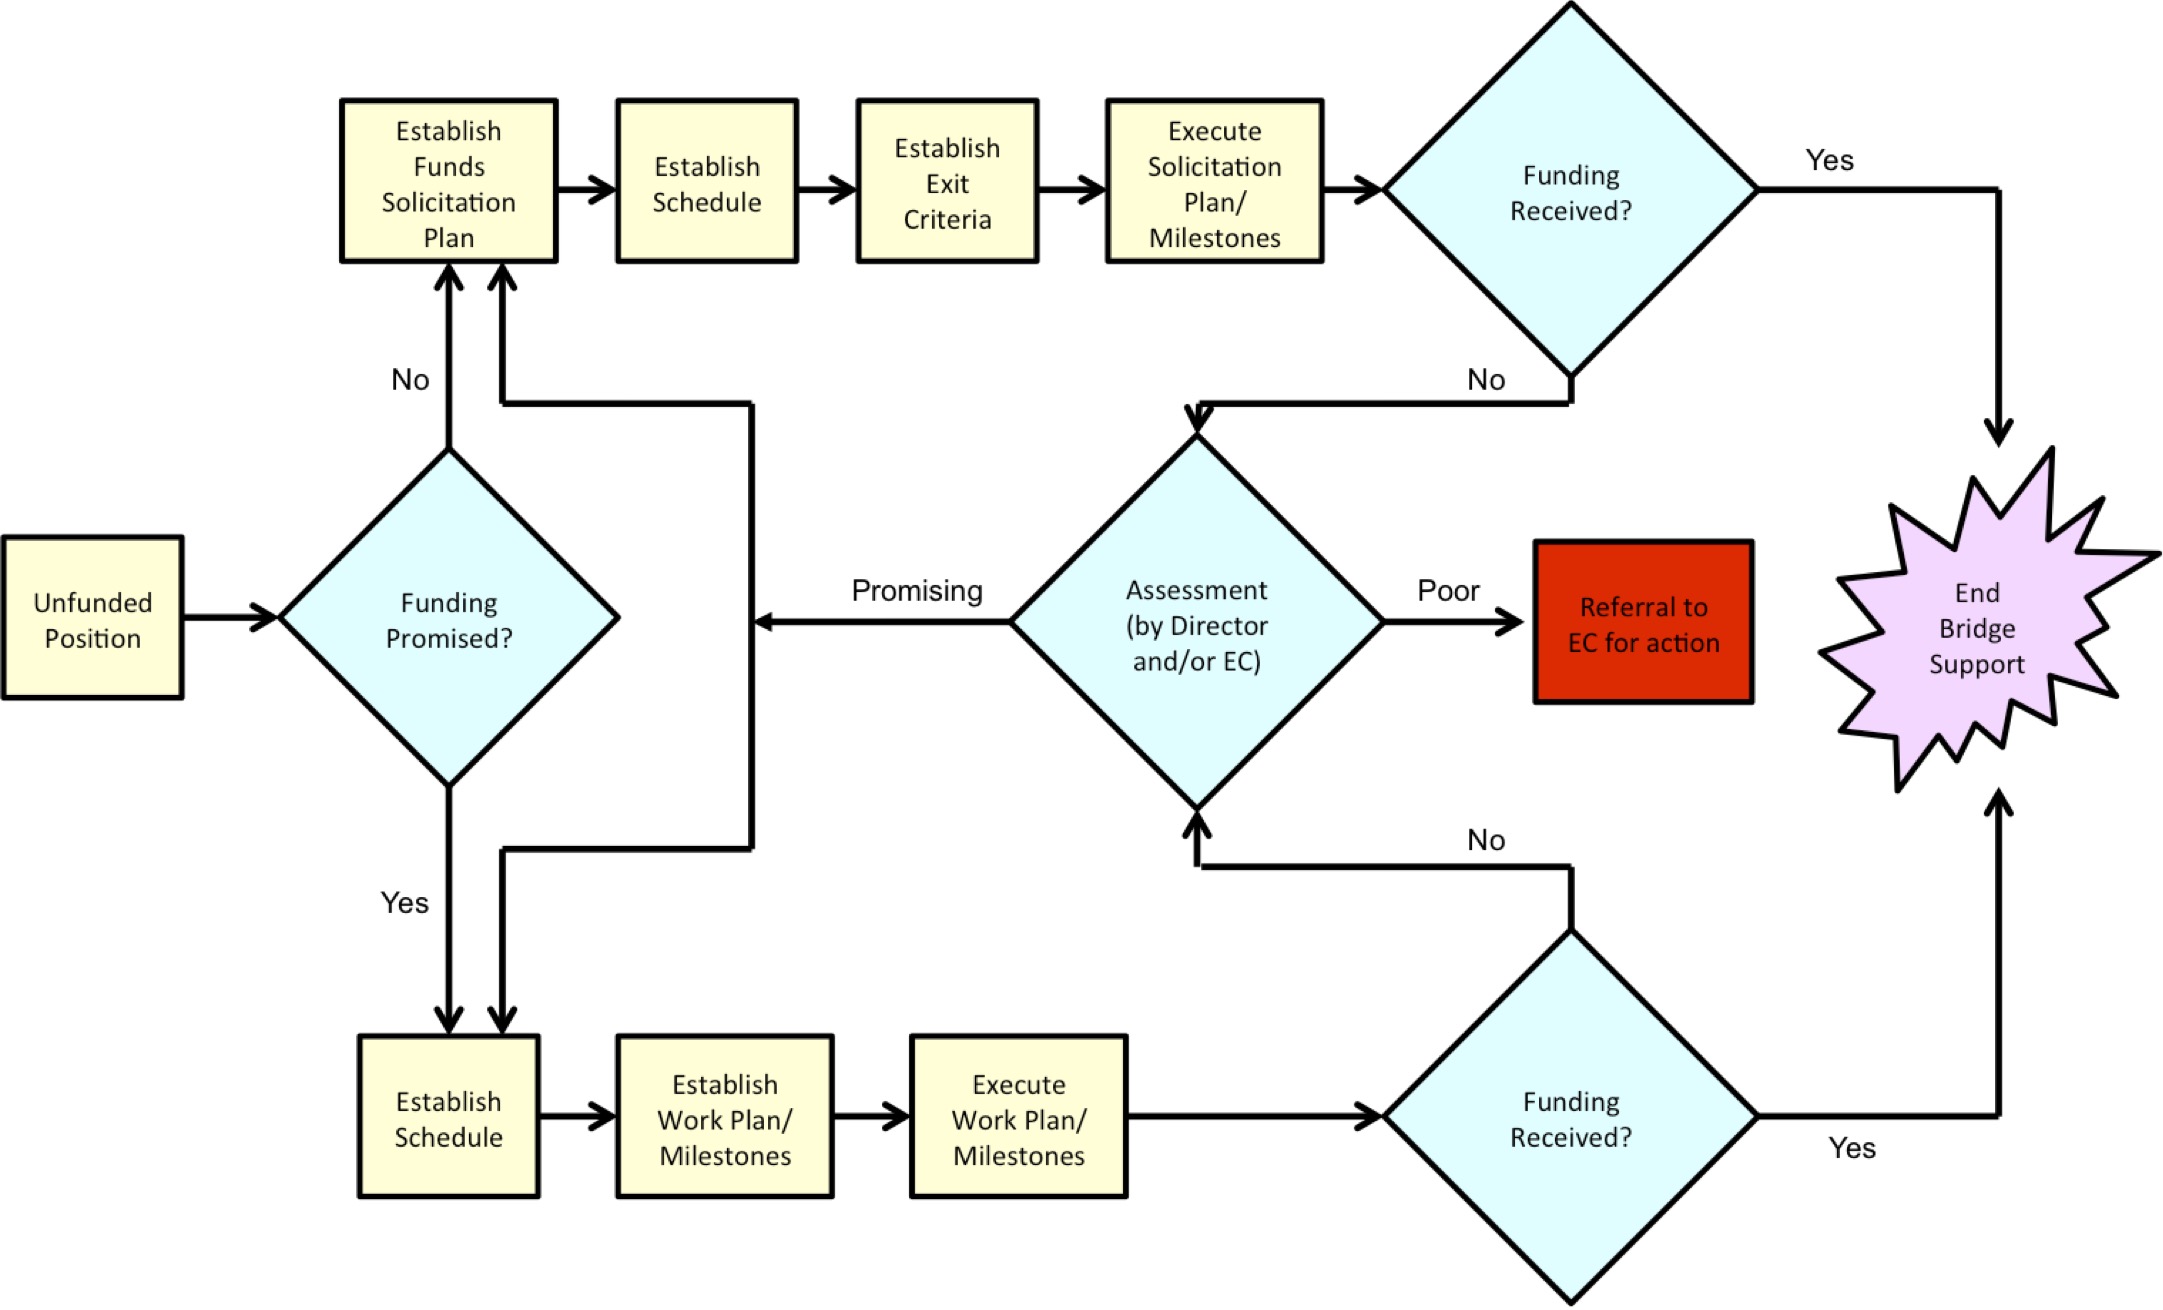 Establish
Funds
Solicitation
Plan
Establish
Schedule
Establish
Exit
Criteria
Execute
Solicitation
Plan/
Milestones
Funding
Received?
Yes
No
No
Unfunded
Position
Funding
Promised?
Promising
Assessment
(by Director
and/or EC)
Poor
Referral to
EC for action
End
Bridge
Support
Yes
No
Establish
Schedule
Establish
Work Plan/
Milestones
Execute
Work Plan/
Milestones
Funding
Received?
Yes